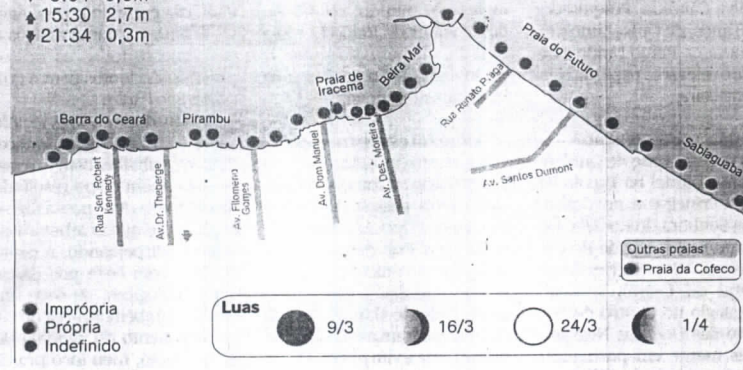 ↑ 15:30 2,7m
↓ 21:34 0,3m
Praia do Futuro
Beira Mar
Praia de
Iracema
Rua Renato Braga
Barra do Ceará
Pirambu
Sabiaguaba
Rua Sen. Robert
Kennedy
Av. Dr. Theberge
Av. Filomeno
Gomes
Av. Dom Manuel
Av. Des. Moreira
Av. Santos Dumont
Outras praias
Praia da Cofeco
Imprópria
Própria
Indefinido
Luas
9/3
16/3
24/3
1/4